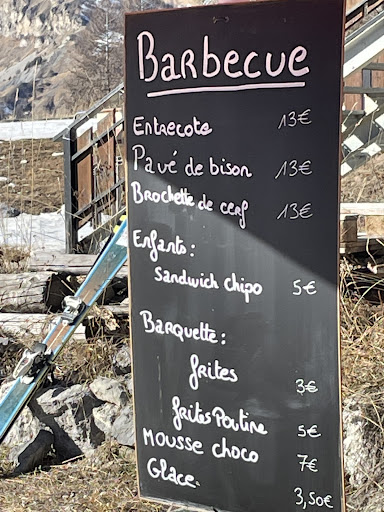 Barbecue
Entrecote 13€
Pavé de bison 13€
Brochette de cerf 13€
Enfants:
Sandwich chipo 5€
Barquette:
frites 3€
frites Poutine 5€
Mousse choco 7€
Glace. 3,50€